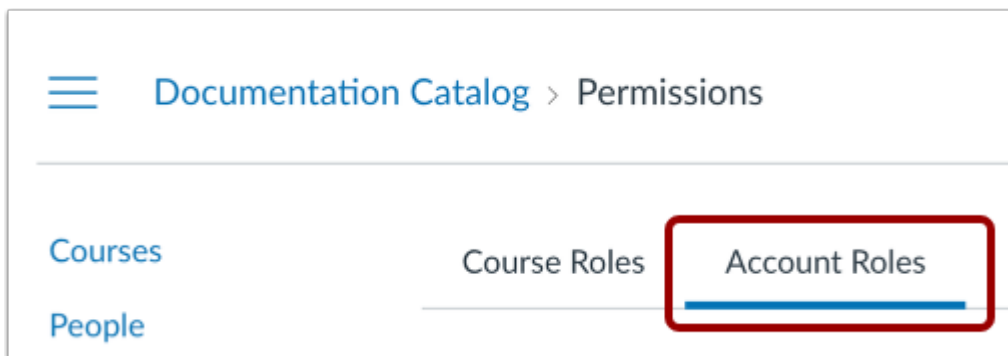 Documentation Catalog > Permissions
Courses
Course Roles
Account Roles
People